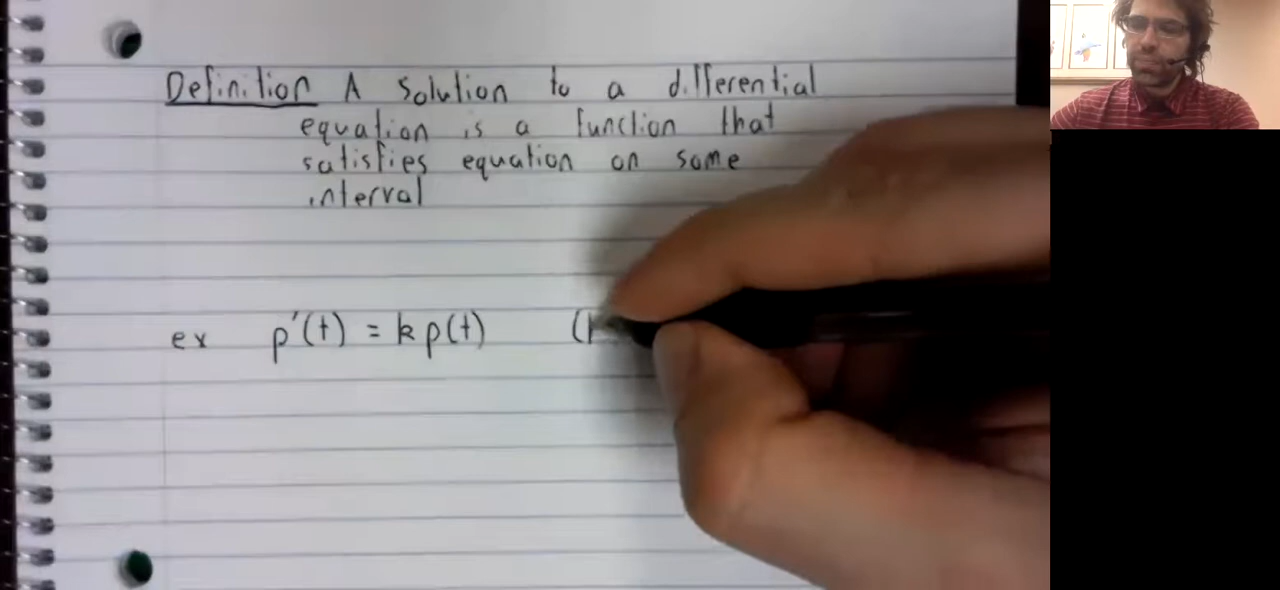 Definition A solution to a differential
equation is a function that
satisfies equation on some
interval
ex p'(t) = kp(t) (